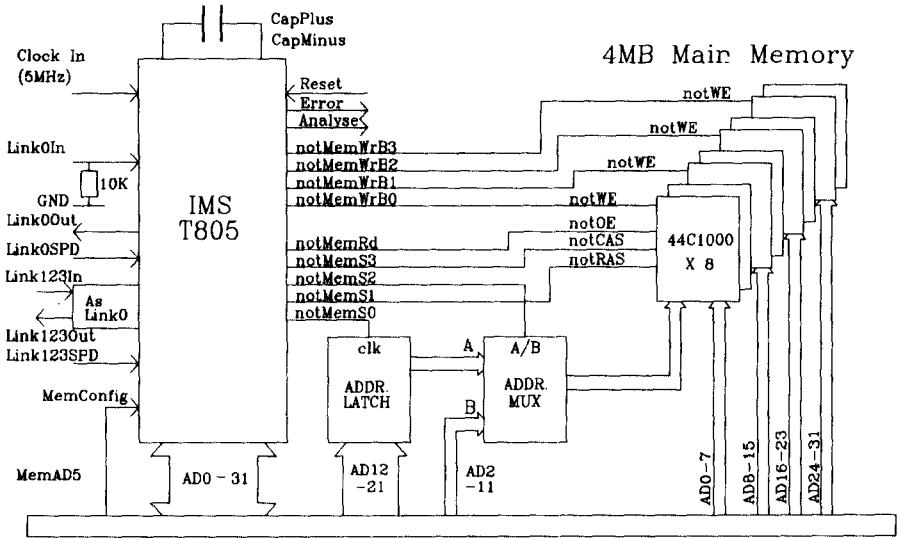 CapPlus
CapMinus
Clock In
(5MHz)
4MB Main Memory
Reset
Error
Analyse
notWE
notMemWrB3
notWE
notMemWrB2
notWE
notMemWrB1
notMemWrB0
notWE
Link0In
10K
GND
Link0Out
IMS
T805
Link0SPD
notMemRd
notOE
notMemS3
notCAS
44C1000
X 8
Link123In
notMemS2
notRAS
As
Link0
notMemS1
notMemS0
Link123Out
Link123SPD
clk
A
A/B
ADDR.
LATCH
ADDR.
MUX
MemConfig
B
MemAD5
AD0-31
AD12
-21
AD2
-11
AD0-7
AD8-15
AD16-23
AD24-31